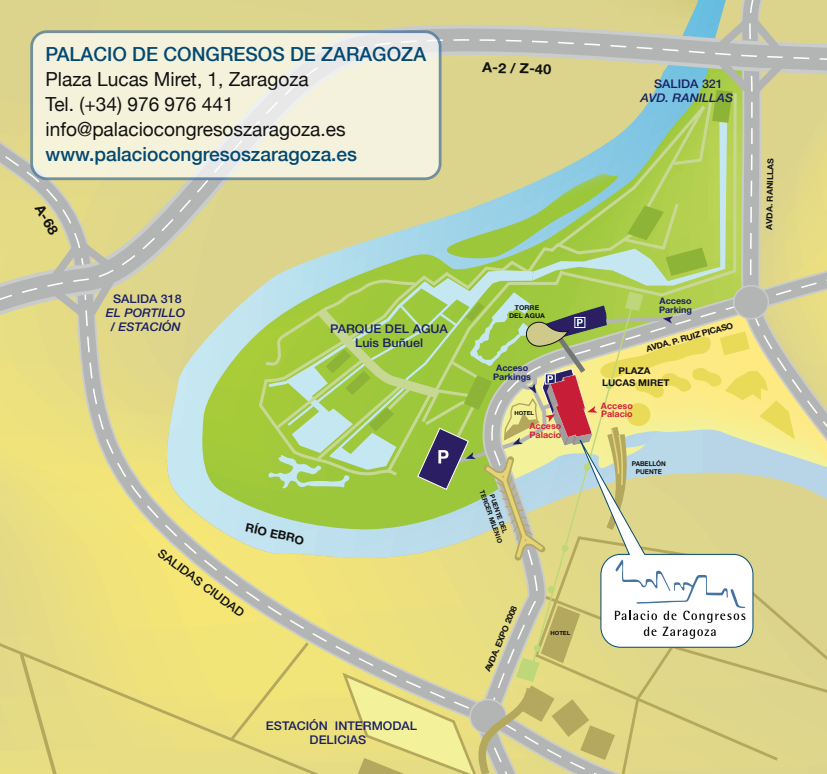 PALACIO DE CONGRESOS DE ZARAGOZA
Plaza Lucas Miret, 1, Zaragoza
Tel. (+34) 976 976 441
info@palaciocongresoszaragoza.es
www.palaciocongresoszaragoza.es
A-2 / Z-40
SALIDA 321
AVD. RANILLAS
AVDA. RANILLAS
A-68
SALIDA 318
EL PORTILLO
/ ESTACIÓN
PARQUE DEL AGUA
Luis Buñuel
TORRE
DEL AGUA
P
Acceso
Parking
AVDA. P. RUIZ PICASO
Acceso
Parkings
P
PLAZA
LUCAS MIRET
HOTEL
Acceso
Palacio
Acceso
Palacio
P
PABELLÓN
PUENTE
PUENTE DEL
TERCER MILENIO
RÍO EBRO
SALIDAS CIUDAD
Palacio de Congresos
de Zaragoza
AVDA. EXPO 2008
HOTEL
ESTACIÓN INTERMODAL
DELICIAS